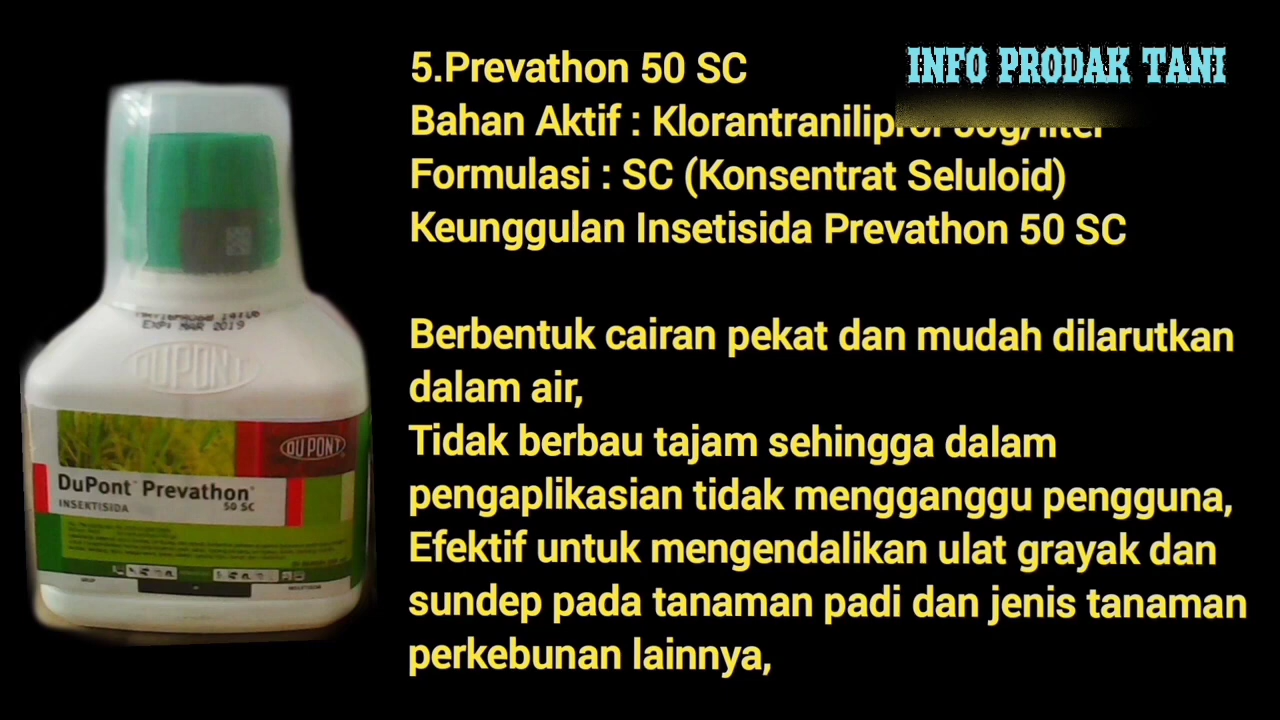 5.Prevathon 50 SC
INFO PRODAK TANI
Bahan Aktif : Klorantraniliprol 50g/liter
Formulasi : SC (Konsentrat Seluloid)
Keunggulan Insetisida Prevathon 50 SC
Berbentuk cairan pekat dan mudah dilarutkan
dalam air,
Tidak berbau tajam sehingga dalam
pengaplikasian tidak mengganggu pengguna,
Efektif untuk mengendalikan ulat grayak dan
sundep pada tanaman padi dan jenis tanaman
perkebunan lainnya,
EXP: MAR 2019
DUPONT
DUPONT
DuPont Prevathon®
INSEKTISIDA
50 SC